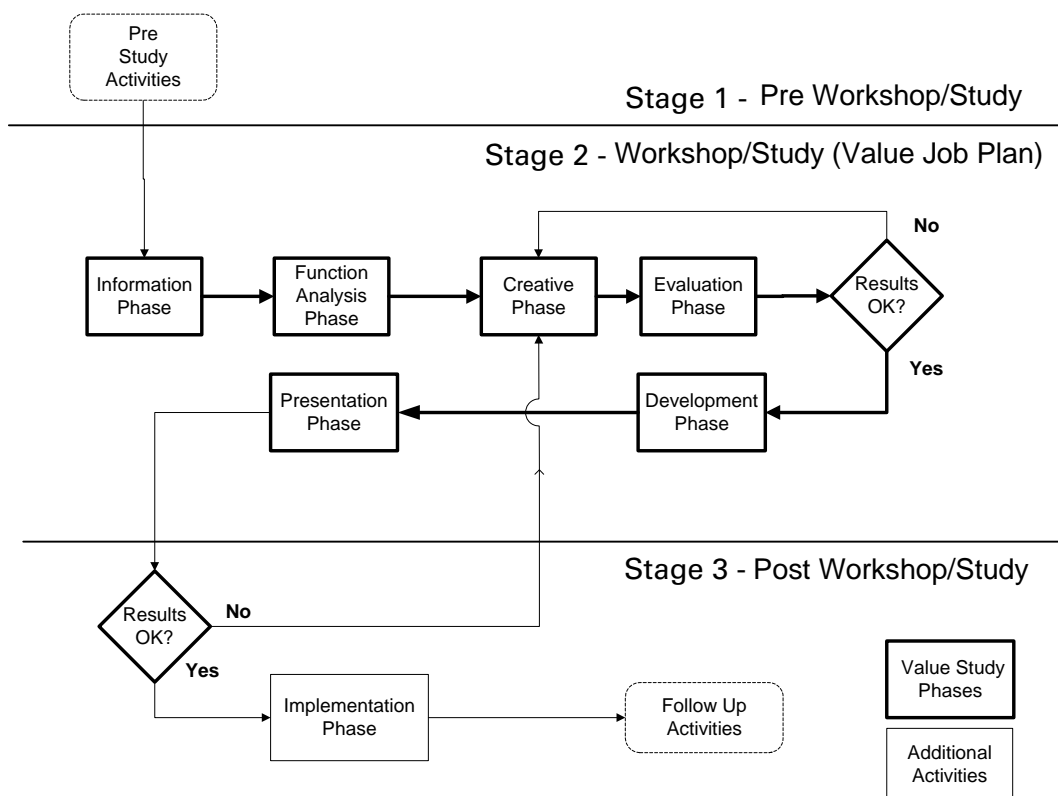 Pre
Study
Activities
Stage 1 - Pre Workshop/Study
Stage 2 - Workshop/Study (Value Job Plan)
No
Information
Phase
Function
Analysis
Phase
Creative
Phase
Evaluation
Phase
Results
OK?
Yes
Presentation
Phase
Development
Phase
Stage 3 - Post Workshop/Study
Results
OK?
No
Yes
Implementation
Phase
Follow Up
Activities
Value Study
Phases
Additional
Activities